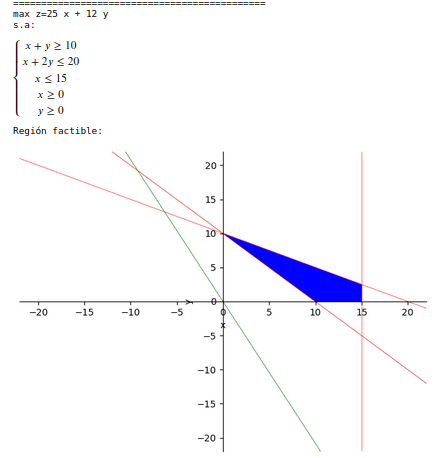 =============================================
max z=25 x + 12 y
s.a:
x + y ≥ 10
x + 2y ≤ 20
x ≤ 15
x ≥ 0
y ≥ 0
Región factible:
20
15
10
5
0
−20 −15 −10 −5 0 5 10 15 20
y
x
−5
−10
−15
−20